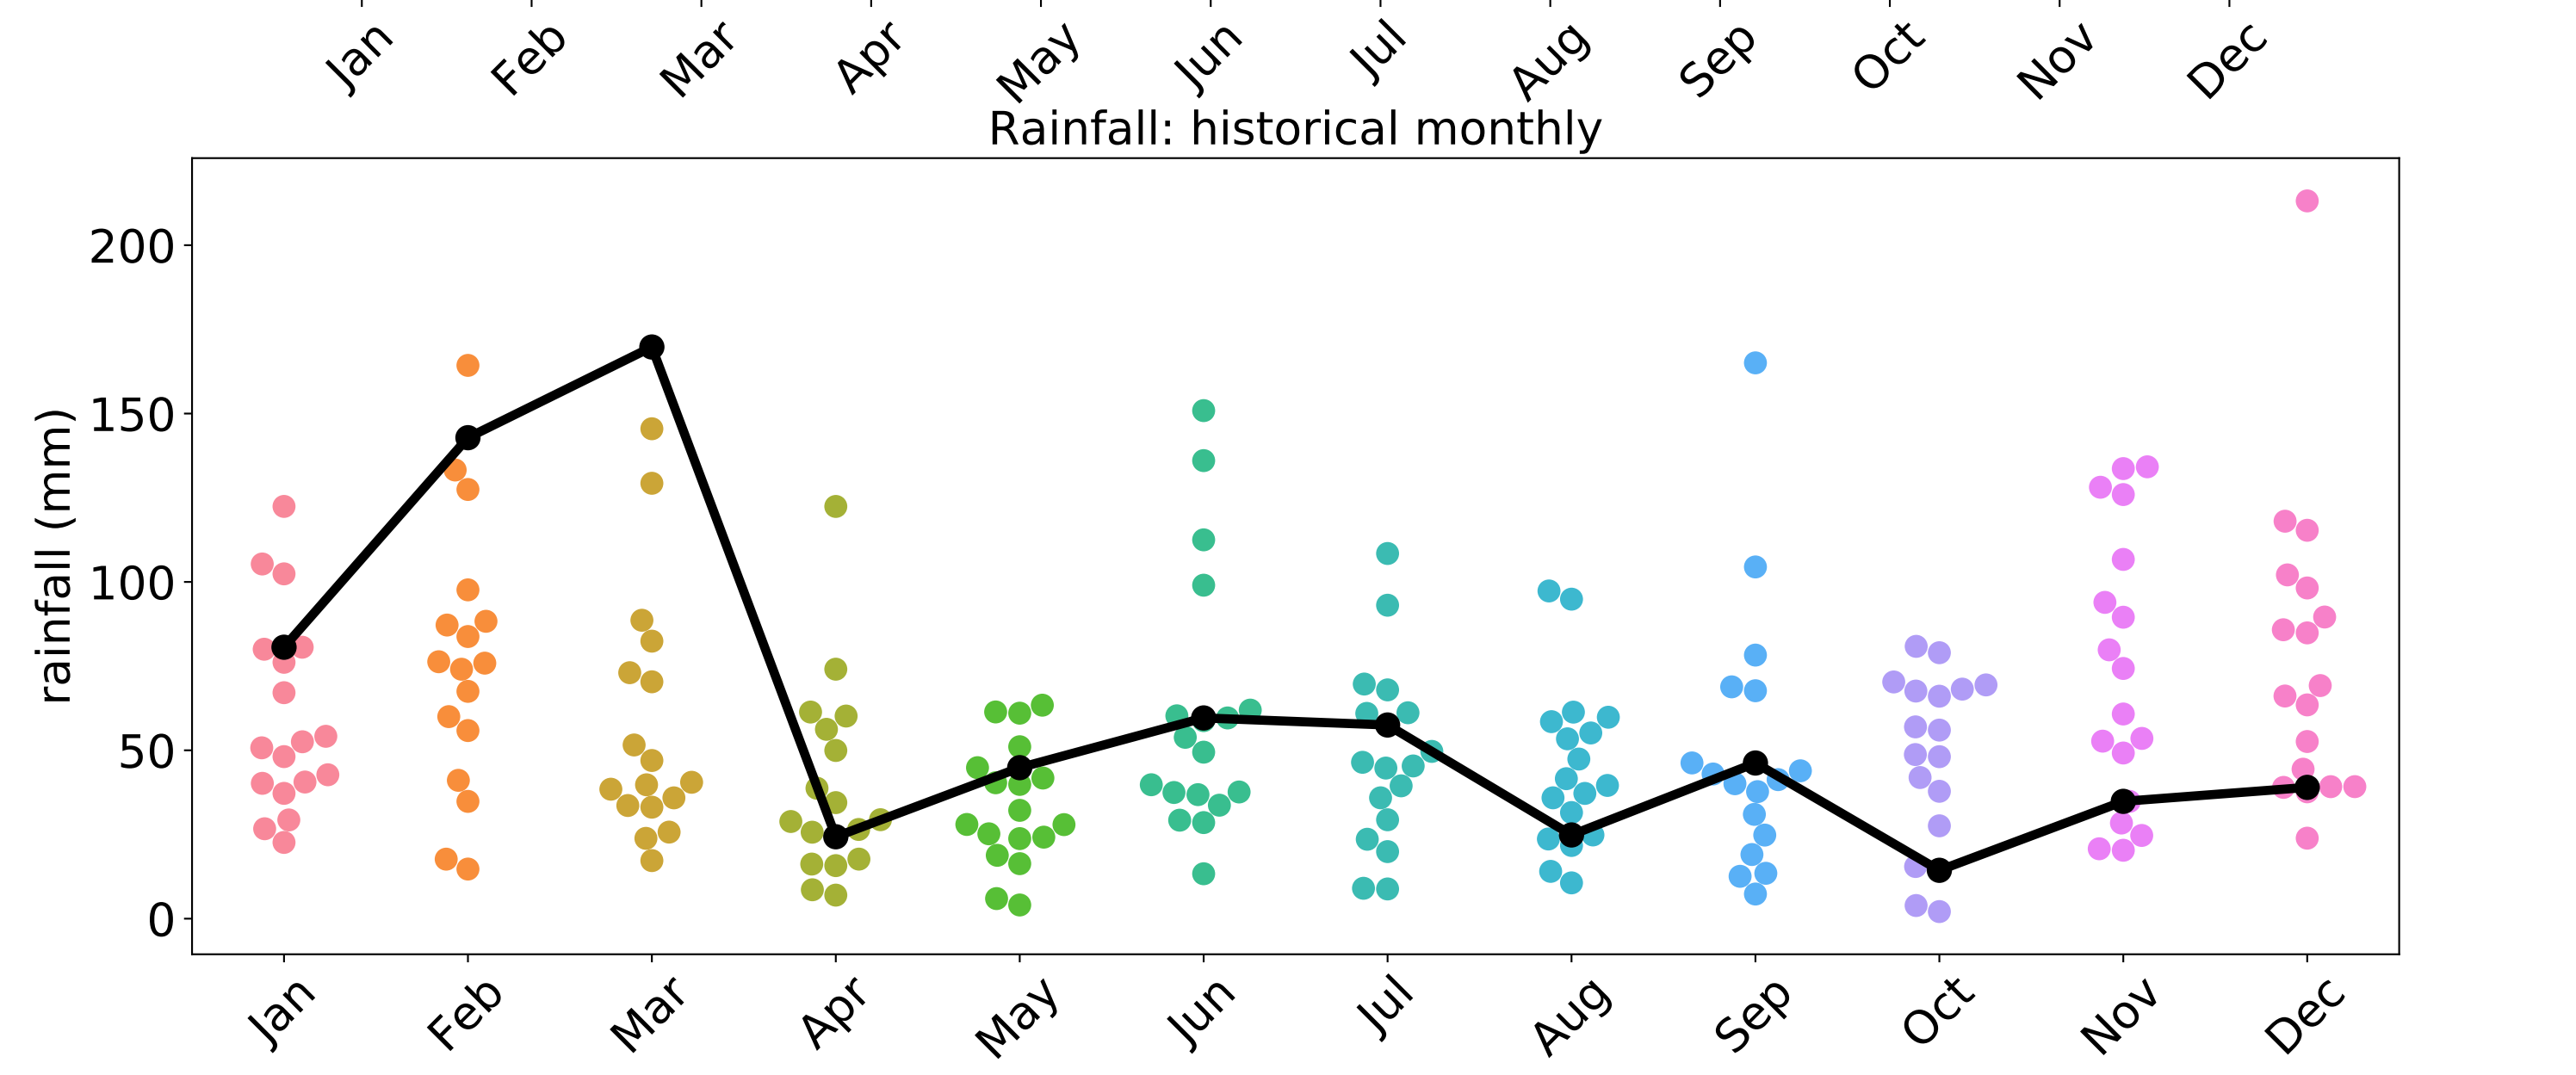 Jan Feb Mar Apr May Jun Jul Aug Sep Oct Nov Dec
Rainfall: historical monthly
rainfall (mm)
200
150
100
50
0
Jan Feb Mar Apr May Jun Jul Aug Sep Oct Nov Dec